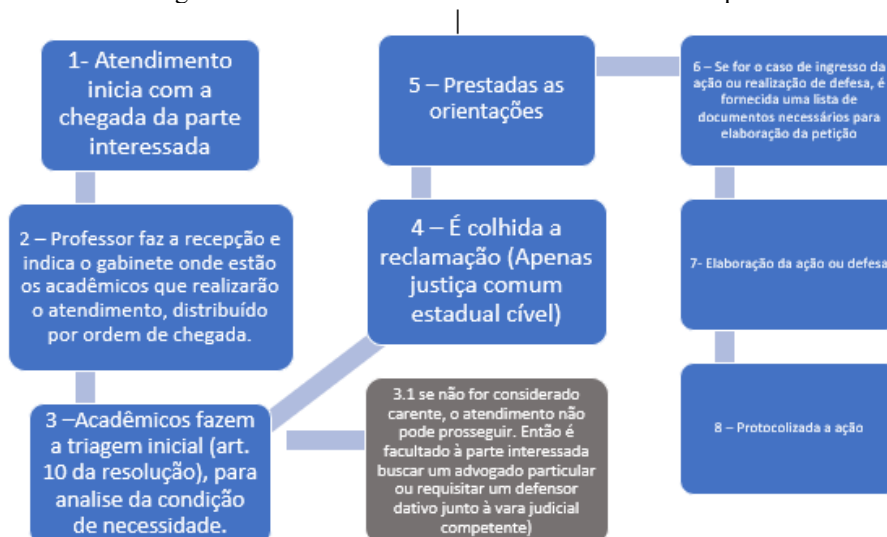 1- Atendimento
inicia com a
chegada da parte
interessada
2 – Professor faz a recepção e
indica o gabinete onde estão
os acadêmicos que realizarão
o atendimento, distribuído
por ordem de chegada.
3 –Acadêmicos fazem
a triagem inicial (art.
10 da resolução), para
analise da condição
de necessidade.
3.1 se não for considerado
carente, o atendimento não
pode prosseguir. Então é
facultado à parte interessada
buscar um advogado particular
ou requisitar um defensor
dativo junto à vara judicial
competente)
4 – É colhida a
reclamação (Apenas
justiça comum
estadual cível)
5 – Prestadas as
orientações
6 – Se for o caso de ingresso da
ação ou realização de defesa, é
fornecida uma lista de
documentos necessários para
elaboração da petição
7- Elaboração da ação ou defesa
8 – Protocolizada a ação